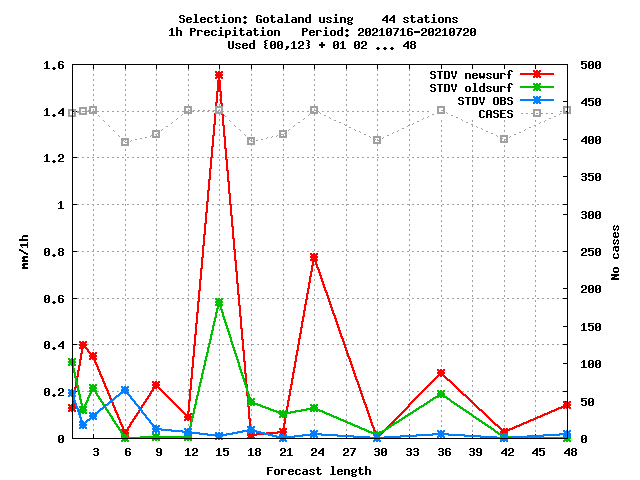 Selection: Gotaland using    44 stations
1h Precipitation   Period: 20210716-20210720
Used {00,12} + 01 02 ... 48
STDV newsurf
STDV oldsurf
STDV OBS
CASES
mm/1h
1.6
1.4
1.2
1
0.8
0.6
0.4
0.2
0
No cases
500
450
400
350
300
250
200
150
100
50
0
3 6 9 12 15 18 21 24 27 30 33 36 39 42 45 48
Forecast length